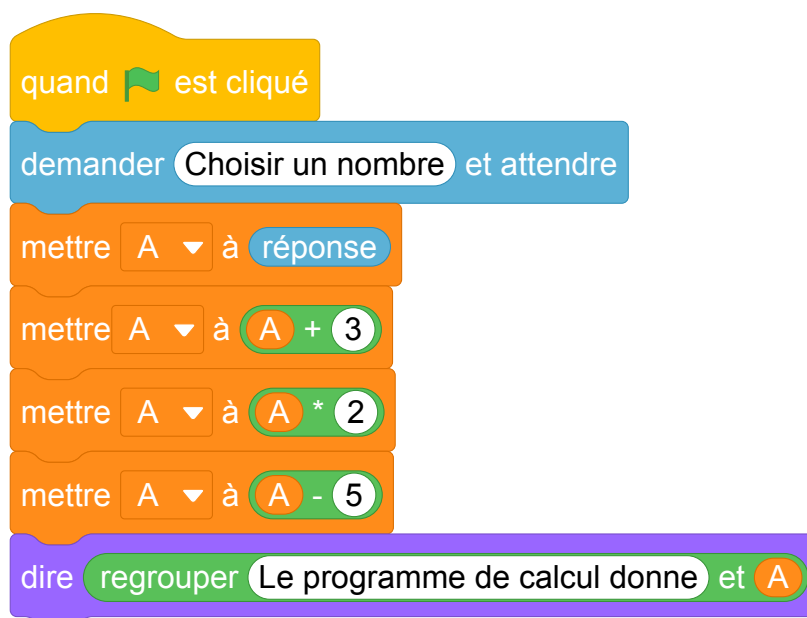 quand est cliqué
demander Choisir un nombre et attendre
mettre A à réponse
mettre A à A + 3
mettre A à A * 2
mettre A à A - 5
dire regrouper Le programme de calcul donne et A